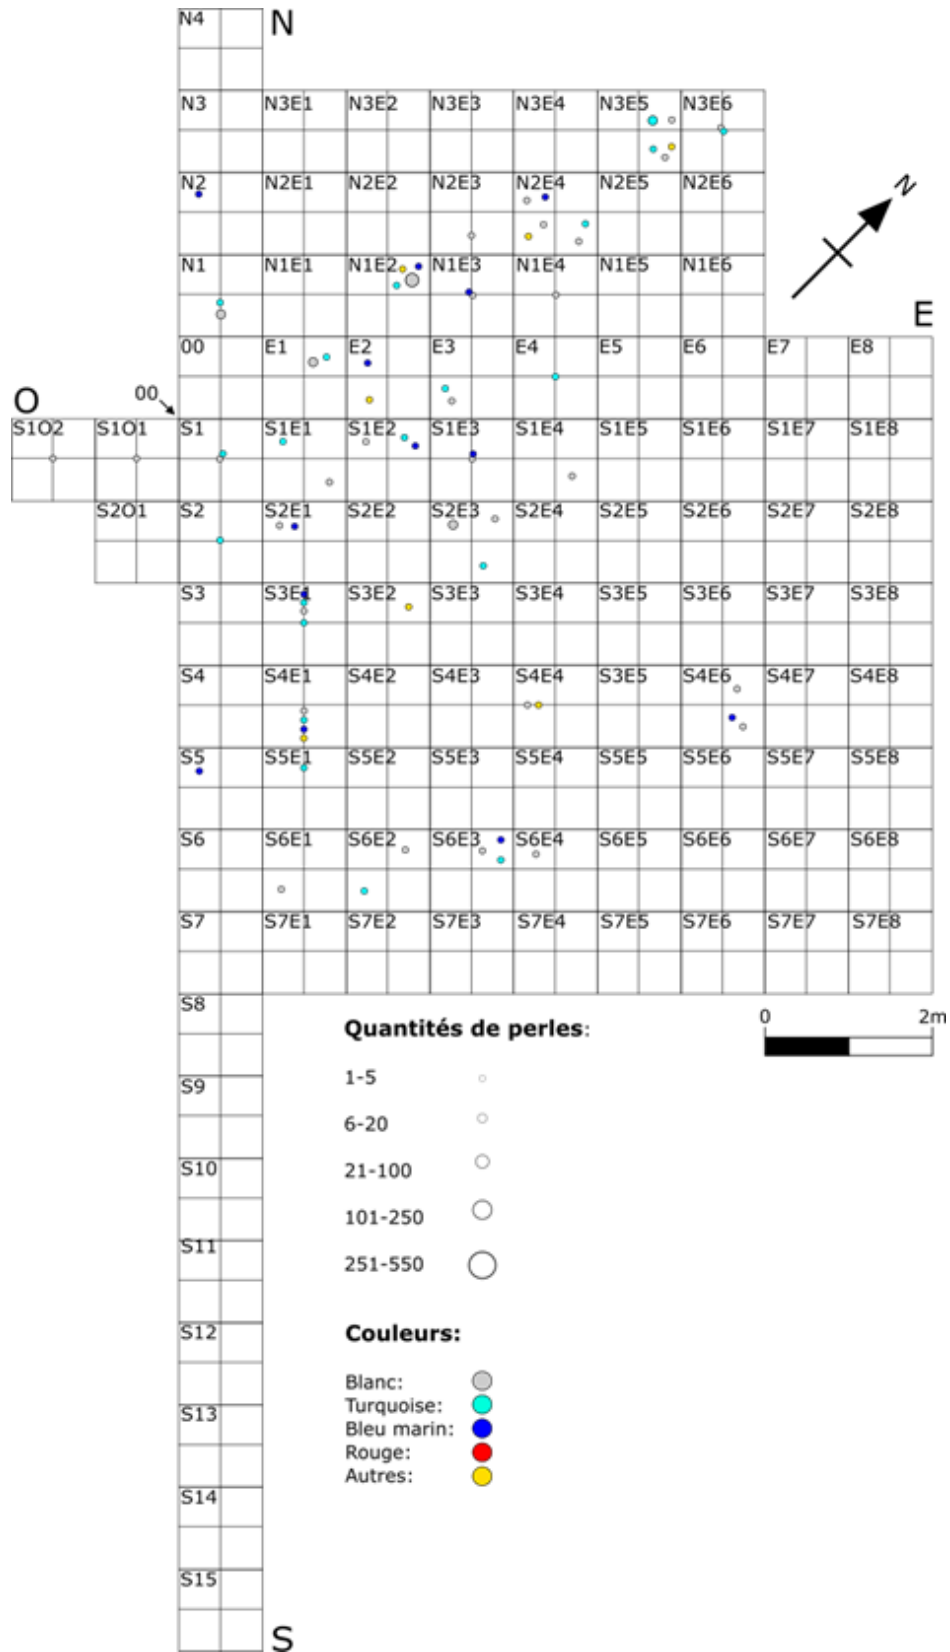 N4 N
N3 N3E1 N3E2 N3E3 N3E4 N3E5 N3E6
N2 N2E1 N2E2 N2E3 N2E4 N2E5 N2E6
N
N1 N1E1 N1E2 N1E3 N1E4 N1E5 N1E6
E
00 E1 E2 E3 E4 E5 E6 E7 E8
O 00
S1O2 S1O1 S1 S1E1 S1E2 S1E3 S1E4 S1E5 S1E6 S1E7 S1E8
S2O1 S2 S2E1 S2E2 S2E3 S2E4 S2E5 S2E6 S2E7 S2E8
S3 S3E1 S3E2 S3E3 S3E4 S3E5 S3E6 S3E7 S3E8
S4 S4E1 S4E2 S4E3 S4E4 S3E5 S4E6 S4E7 S4E8
S5 S5E1 S5E2 S5E3 S5E4 S5E5 S5E6 S5E7 S5E8
S6 S6E1 S6E2 S6E3 S6E4 S6E5 S6E6 S6E7 S6E8
S7 S7E1 S7E2 S7E3 S7E4 S7E5 S7E6 S7E7 S7E8
S8
0 2m
Quantités de perles:
1-5
S9
6-20
S10
21-100
101-250
S11
251-550
S12
Couleurs:
Blanc:
Turquoise:
S13
Bleu marin:
Rouge:
Autres:
S14
S15
S